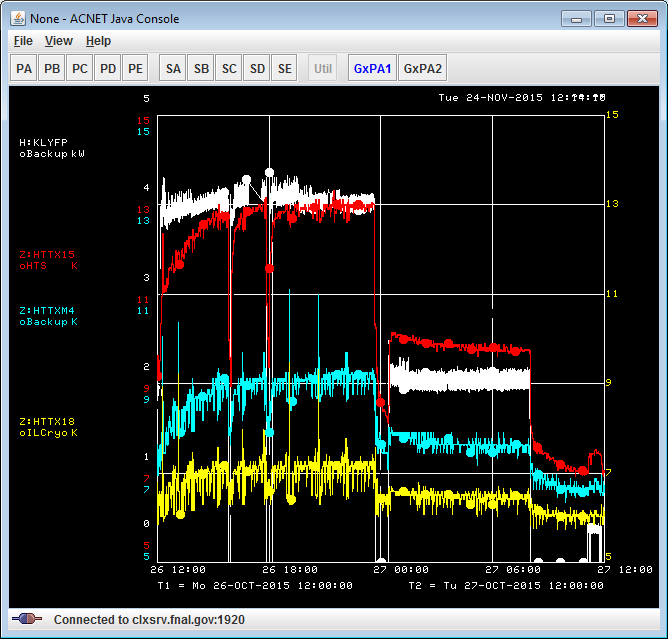 None - ACNET Java Console
File View Help
PA PB PC PD PE SA SB SC SD SE Util GxPA1 GxPA2
Tue 24-NOV-2015
5
15
15
15
H:KLYFP
oBackup kW
4
13
13
13
Z:HTTX15
oHTS K
3
11
11
11
Z:HTTXM4
oBackup K
2
9
9
9
Z:HTTX18
oILCryo K
1
7
7
7
0
5
5
5
26 12:00 26 18:00 27 00:00 27 06:00 27 12:00
T1 = Mo 26-OCT-2015 12:00:00 T2 = Tu 27-OCT-2015 12:00:00
Connected to clxsrv.fnal.gov:1920